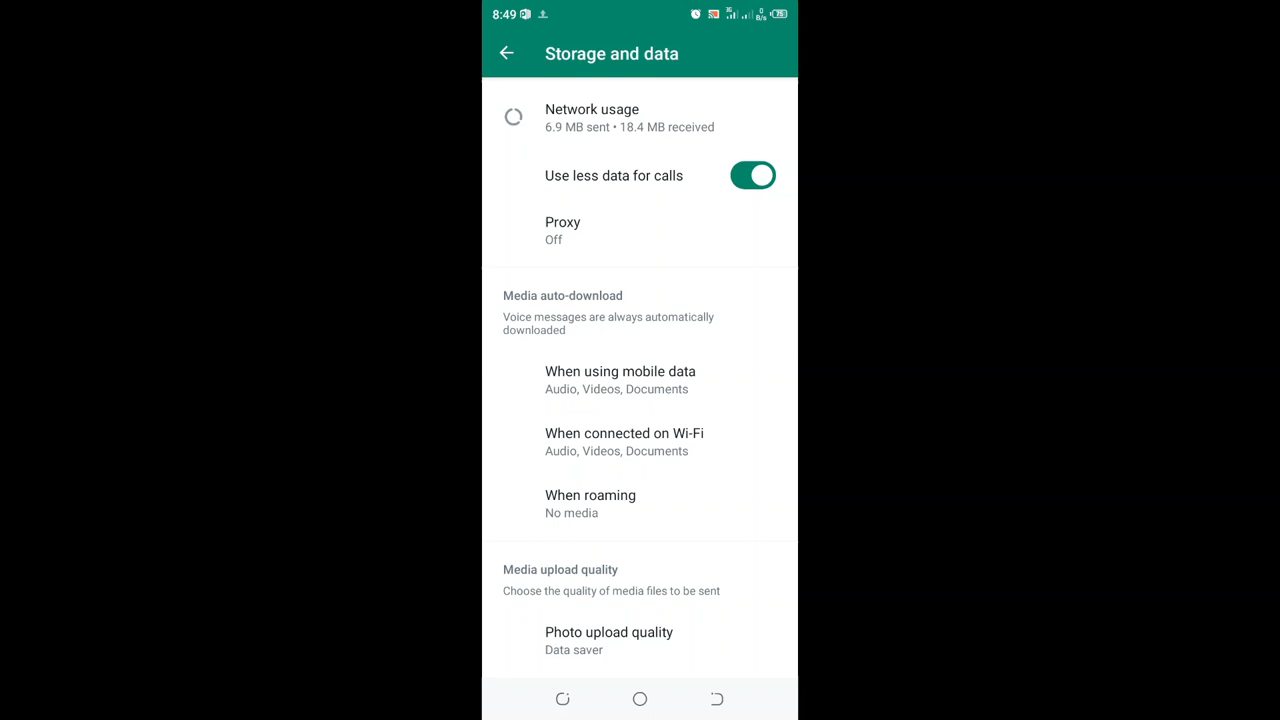 8:49
3G 0 B/s 75
Storage and data
Network usage
6.9 MB sent • 18.4 MB received
Use less data for calls
Proxy
Off
Media auto-download
Voice messages are always automatically
downloaded
When using mobile data
Audio, Videos, Documents
When connected on Wi-Fi
Audio, Videos, Documents
When roaming
No media
Media upload quality
Choose the quality of media files to be sent
Photo upload quality
Data saver